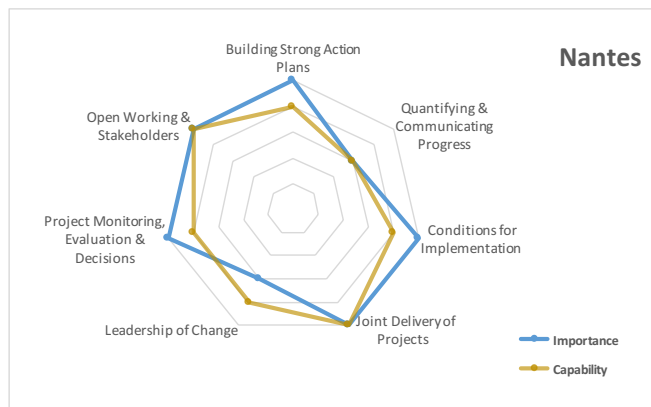 Nantes
Building Strong Action
Plans
Quantifying &
Communicating
Progress
Conditions for
Implementation
Joint Delivery of
Projects
Leadership of Change
Project Monitoring,
Evaluation &
Decisions
Open Working &
Stakeholders
Importance
Capability